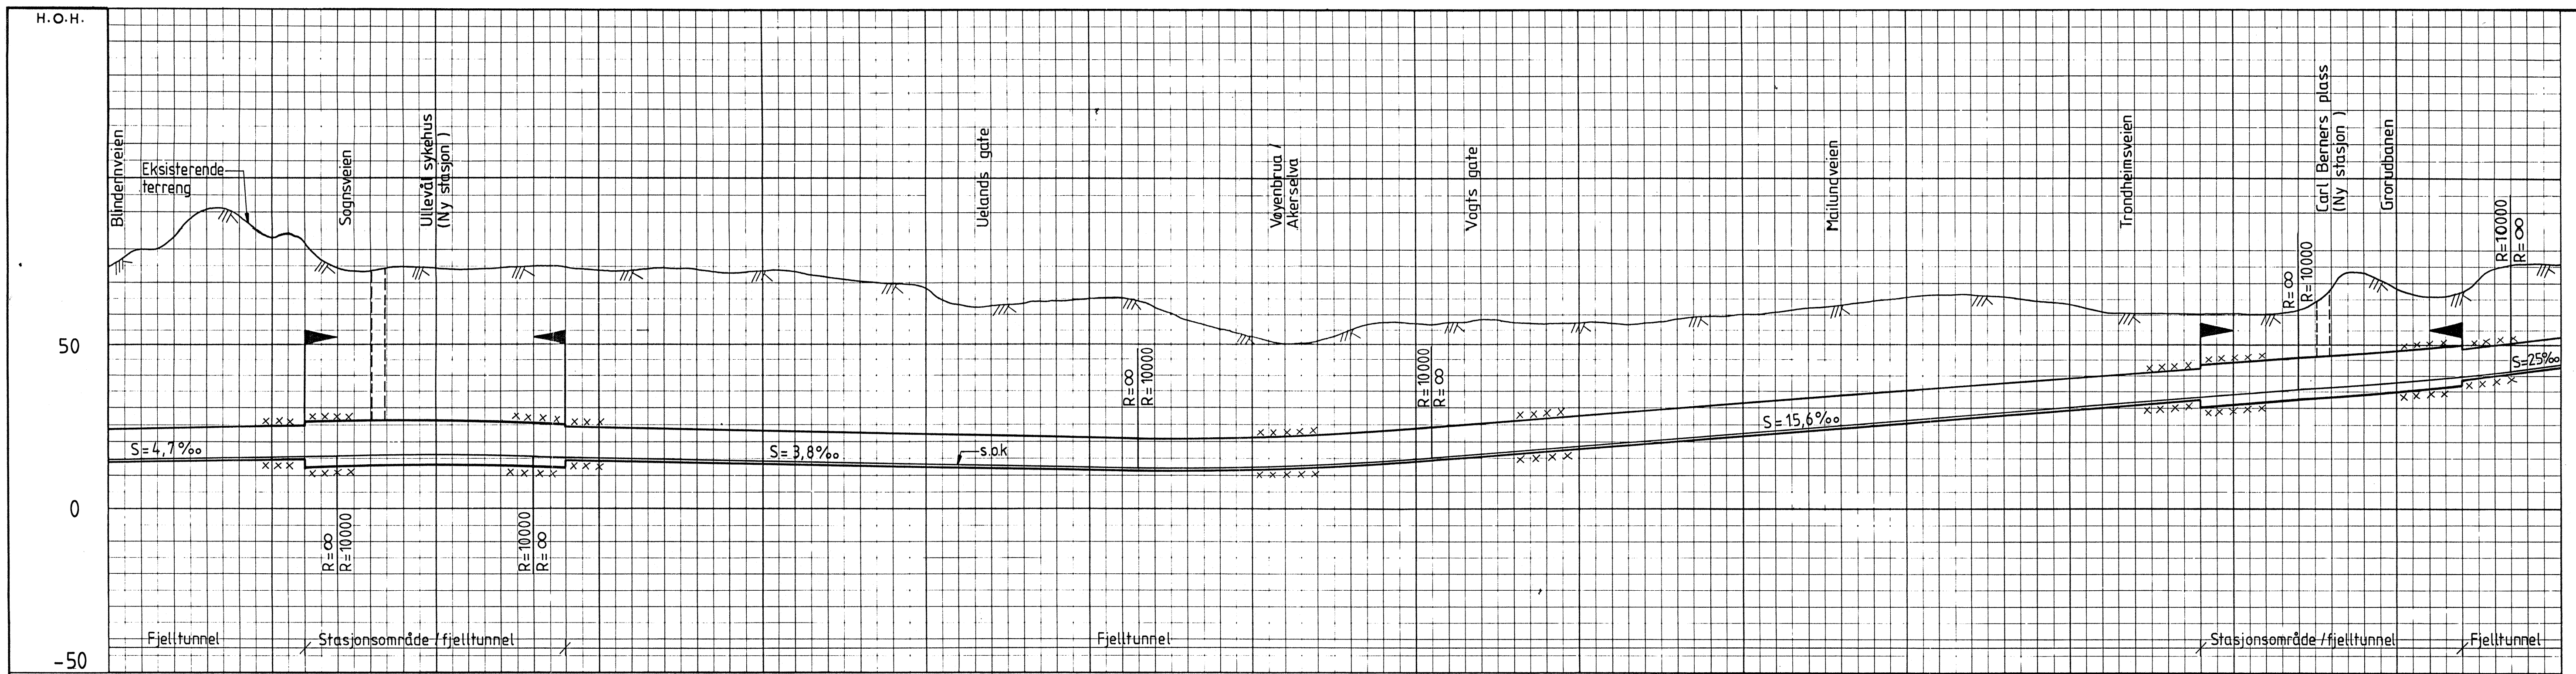 H.O.H.
50
0
-50
Blindernveien
Eksisterende
terreng
Sognsveien
Ullevål sykehus
(Ny stasjon)
Uelands gate
Vøyenbrua /
Akerselva
Vogts gate
Mailundveien
Trondheimsveien
Carl Berners plass
(Ny stasjon)
Grorudbanen
R=10000
R=∞
R=∞
R=10000
R=∞
R=10000
R=10000
R=∞
S=25‰
S=15,6‰
S=4,7‰
S=3,8‰
s.o.k
R=∞
R=10000
R=10000
R=∞
Fjelltunnel
Stasjonsområde / fjelltunnel
Fjelltunnel
Stasjonsområde / fjelltunnel
Fjelltunnel